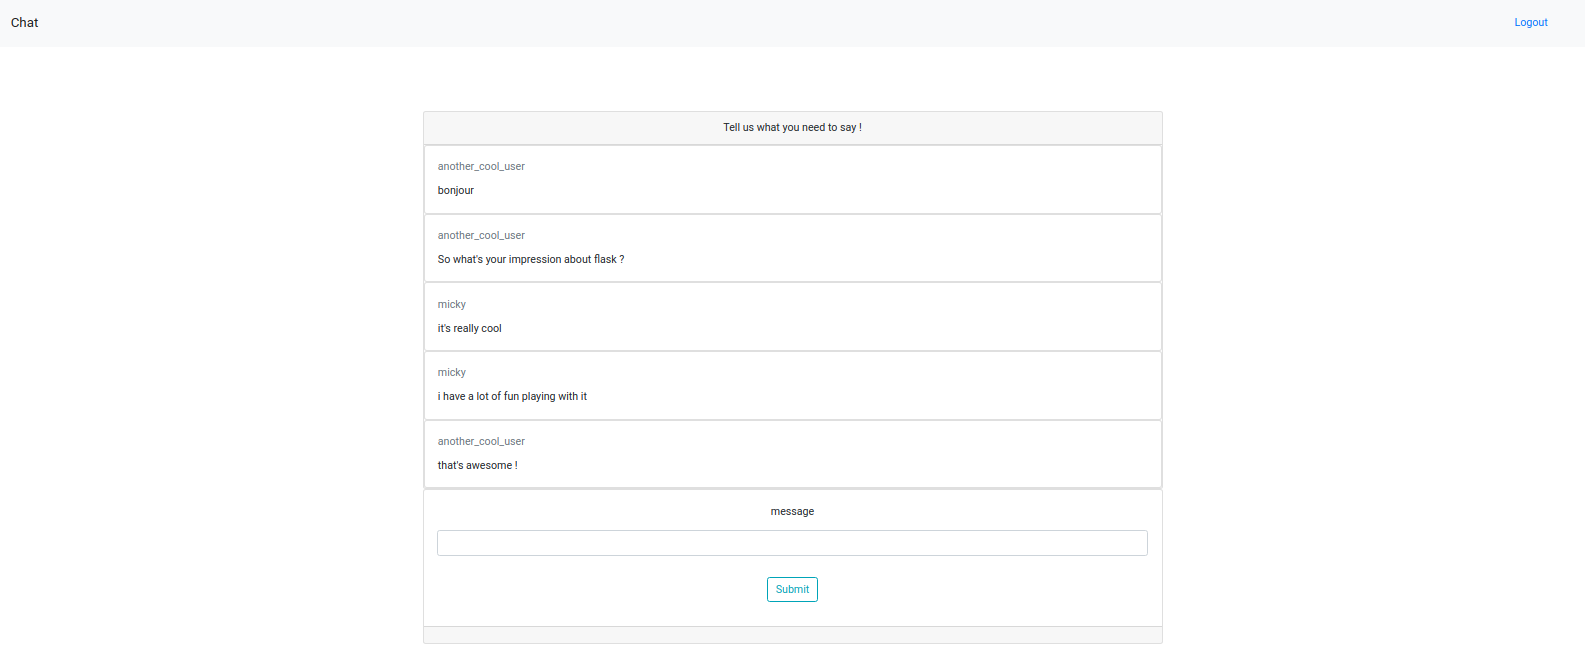 Chat
Logout
Tell us what you need to say !
another_cool_user
bonjour
another_cool_user
So what's your impression about flask ?
micky
it's really cool
micky
i have a lot of fun playing with it
another_cool_user
that's awesome !
message
Submit